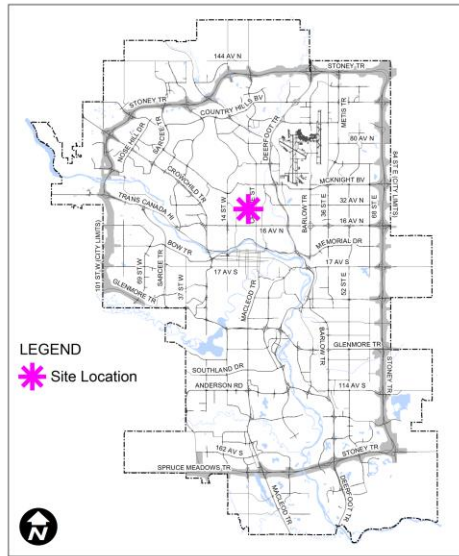 144 AV N
STONEY TR
STONEY TR
COUNTRY HILLS BV
METIS TR
NOSE HILL DR
SARCEE TR
DEERFOOT TR
80 AV N
84 ST E (CITY LIMITS)
CROWCHILD TR
MCKNIGHT BV
14 ST W
BARLOW TR
36 ST E
32 AV N
68 ST E
TRANS CANADA HI
16 AV N
16 AV N
101 ST W (CITY LIMITS)
BOW TR
MEMORIAL DR
69 ST W
SARCEE TR
17 AV S
17 AV S
37 ST W
52 ST E
GLENMORE TR
MACLEOD TR
BARLOW TR
GLENMORE TR
LEGEND
Site Location
SOUTHLAND DR
STONEY TR
ANDERSON RD
114 AV S
162 AV S
STONEY TR
SPRUCE MEADOWS TR
MACLEOD TR
DEERFOOT TR
N